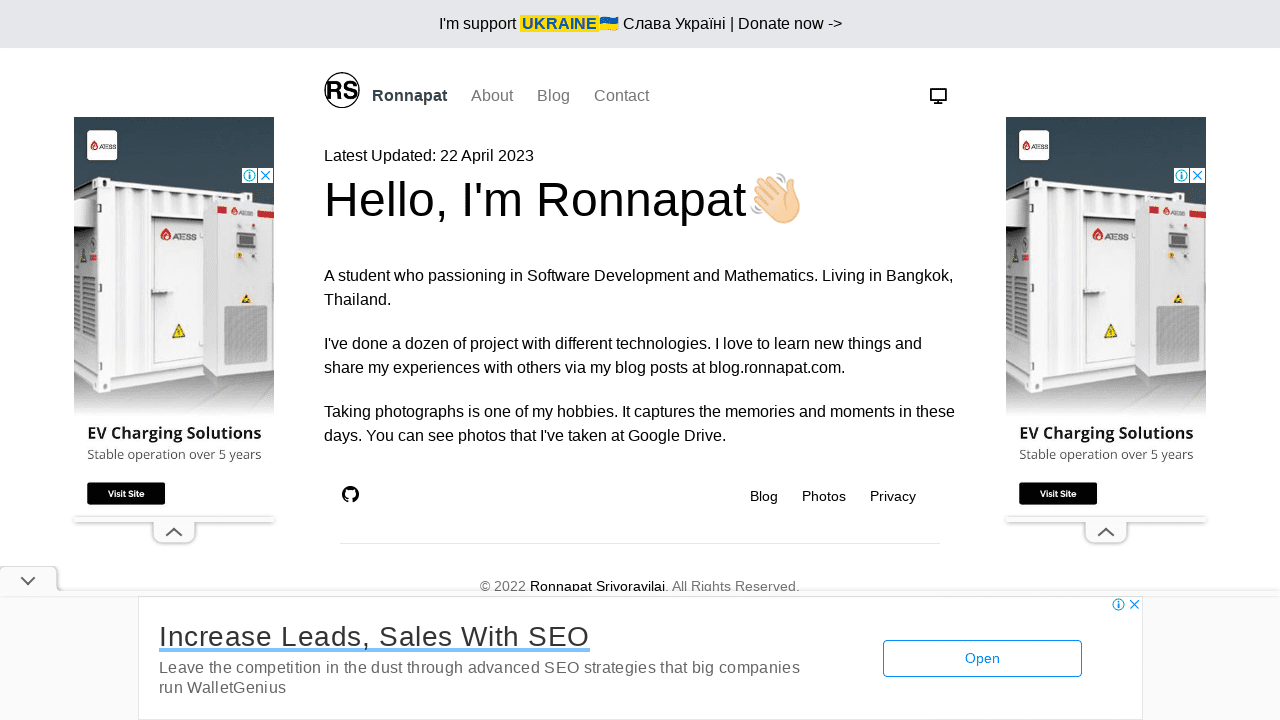 I'm support UKRAINE🇺🇦 Слава Україні | Donate now ->
RS Ronnapat About Blog Contact
Latest Updated: 22 April 2023
Hello, I'm Ronnapat👋🏼
A student who passioning in Software Development and Mathematics. Living in Bangkok,
Thailand.
I've done a dozen of project with different technologies. I love to learn new things and
share my experiences with others via my blog posts at blog.ronnapat.com.
Taking photographs is one of my hobbies. It captures the memories and moments in these
days. You can see photos that I've taken at Google Drive.
Blog Photos Privacy
© 2022 Ronnapat Srivoravilai. All Rights Reserved.
ATESS
ATESS
EV Charging Solutions
Stable operation over 5 years
Visit Site
ATESS
ATESS
EV Charging Solutions
Stable operation over 5 years
Visit Site
Increase Leads, Sales With SEO
Leave the competition in the dust through advanced SEO strategies that big companies
run WalletGenius
Open